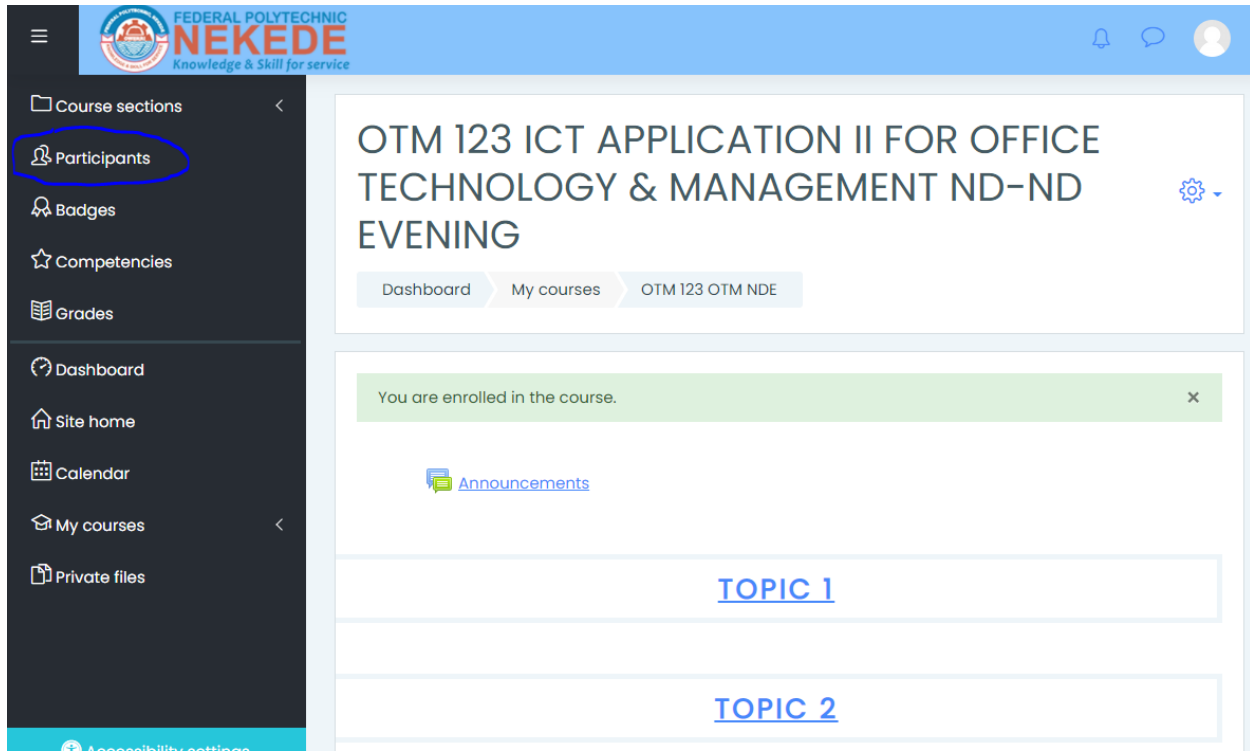 FEDERAL POLYTECHNIC
NEKEDE
Knowledge & Skill for service
Course sections
Participants
Badges
Competencies
Grades
Dashboard
Site home
Calendar
My courses
Private files
Accessibility settings
OTM 123 ICT APPLICATION II FOR OFFICE
TECHNOLOGY & MANAGEMENT ND-ND
EVENING
Dashboard My courses OTM 123 OTM NDE
You are enrolled in the course. ×
Announcements
TOPIC 1
TOPIC 2